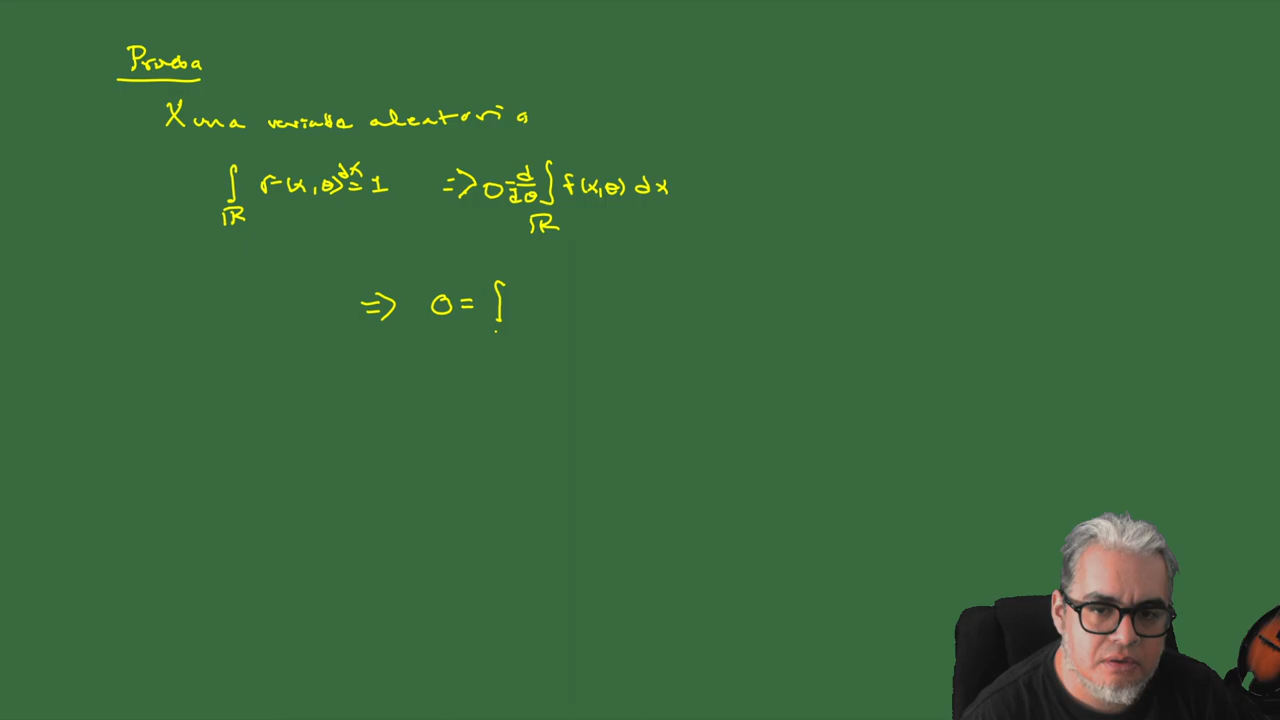 Prueba
X una variable aleatoria
∫_ℝ f(x,θ) dx = 1 => 0 = d/dθ ∫_ℝ f(x,θ) dx
=> 0 = ∫